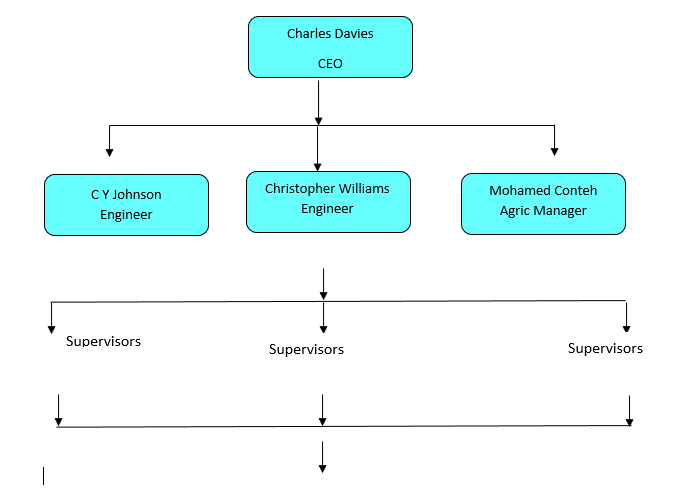 Charles Davies
CEO
C Y Johnson
Engineer
Christopher Williams
Engineer
Mohamed Conteh
Agric Manager
Supervisors
Supervisors
Supervisors